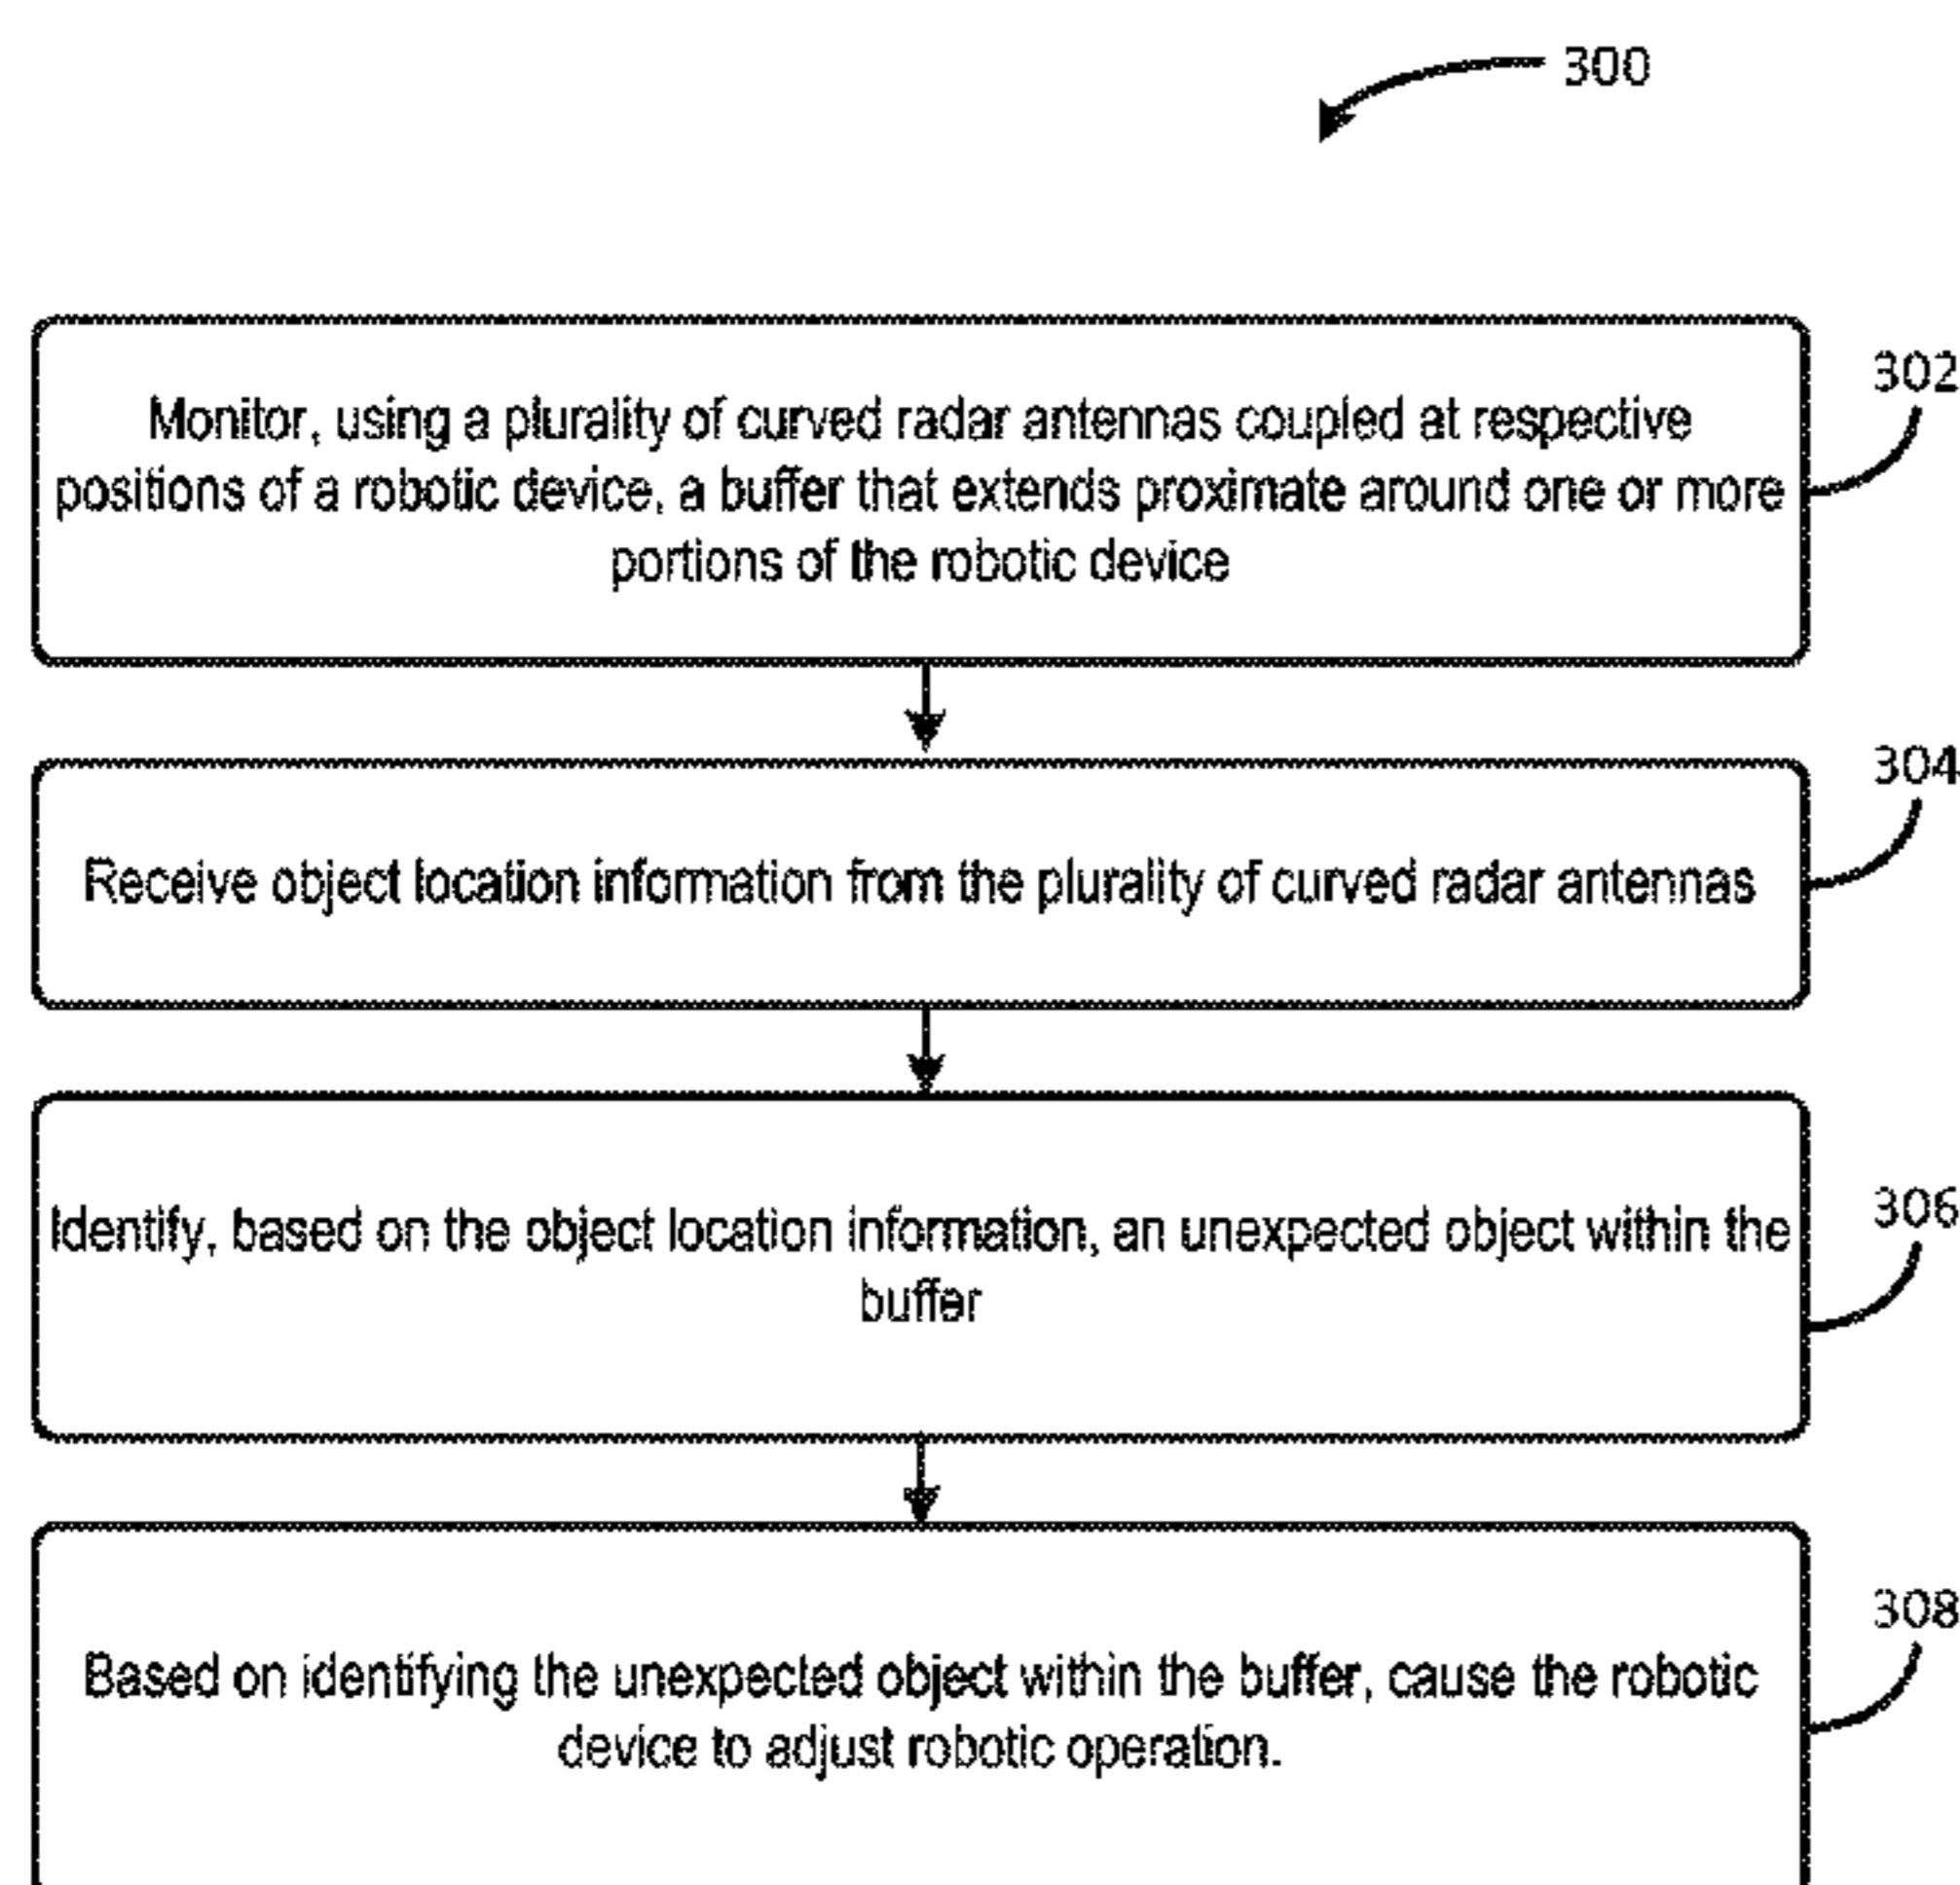 300
302
Monitor, using a plurality of curved radar antennas coupled at respective
positions of a robotic device, a buffer that extends proximate around one or more
portions of the robotic device
304
Receive object location information from the plurality of curved radar antennas
306
Identify, based on the object location information, an unexpected object within the
buffer
308
Based on identifying the unexpected object within the buffer, cause the robotic
device to adjust robotic operation.